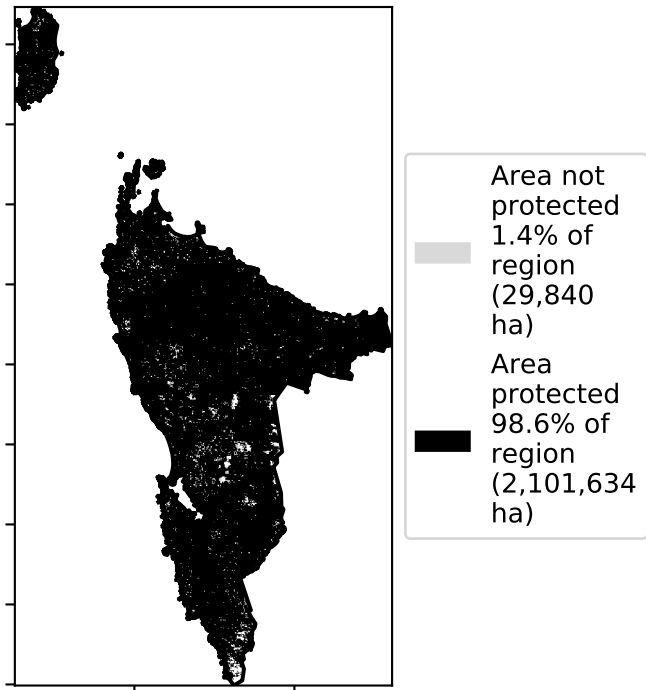 Area not
protected
1.4% of
region
(29,840
ha)
Area
protected
98.6% of
region
(2,101,634
ha)